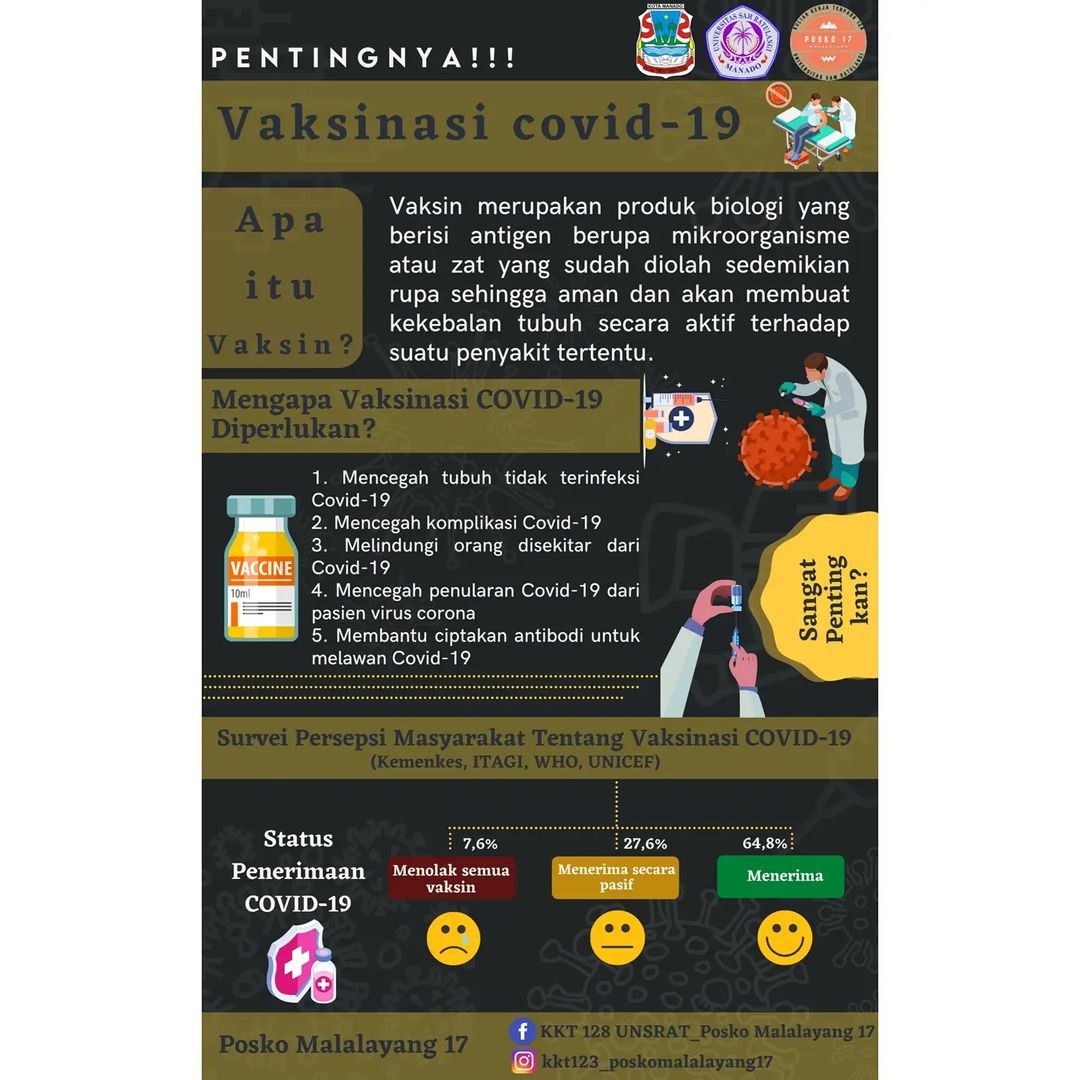 KOTA MANADO
UNIVERSITAS SAM RATULANGI
MANADO
POSKO 17
MALALAYANG
PENTINGNYA!!!
Vaksinasi covid-19
Apa
itu
Vaksin?
Vaksin merupakan produk biologi yang
berisi antigen berupa mikroorganisme
atau zat yang sudah diolah sedemikian
rupa sehingga aman dan akan membuat
kekebalan tubuh secara aktif terhadap
suatu penyakit tertentu.
Mengapa Vaksinasi COVID-19
Diperlukan?
1. Mencegah tubuh tidak terinfeksi
Covid-19
2. Mencegah komplikasi Covid-19
3. Melindungi orang disekitar dari
Covid-19
4. Mencegah penularan Covid-19 dari
pasien virus corona
5. Membantu ciptakan antibodi untuk
melawan Covid-19
VACCINE
10ml
Sangat
Penting
kan?
Survei Persepsi Masyarakat Tentang Vaksinasi COVID-19
(Kemenkes, ITAGI, WHO, UNICEF)
Status
Penerimaan
COVID-19
7,6%
Menolak semua
vaksin
27,6%
Menerima secara
pasif
64,8%
Menerima
Posko Malalayang 17
KKT 128 UNSRAT_Posko Malalayang 17
kkt123_poskomalalayang17